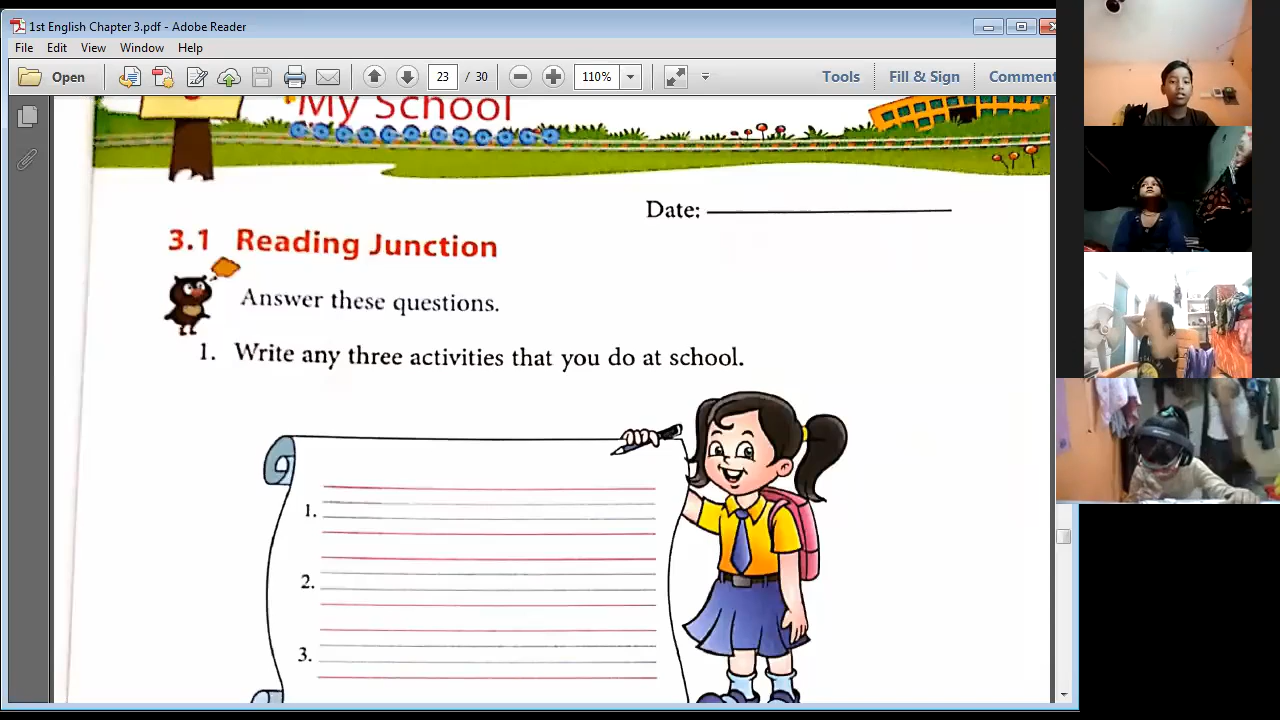 1st English Chapter 3.pdf - Adobe Reader
File Edit View Window Help
Open 23 / 30 110% Tools Fill & Sign Comment
My School
Date:
3.1 Reading Junction
Answer these questions.
1. Write any three activities that you do at school.
1.
2.
3.